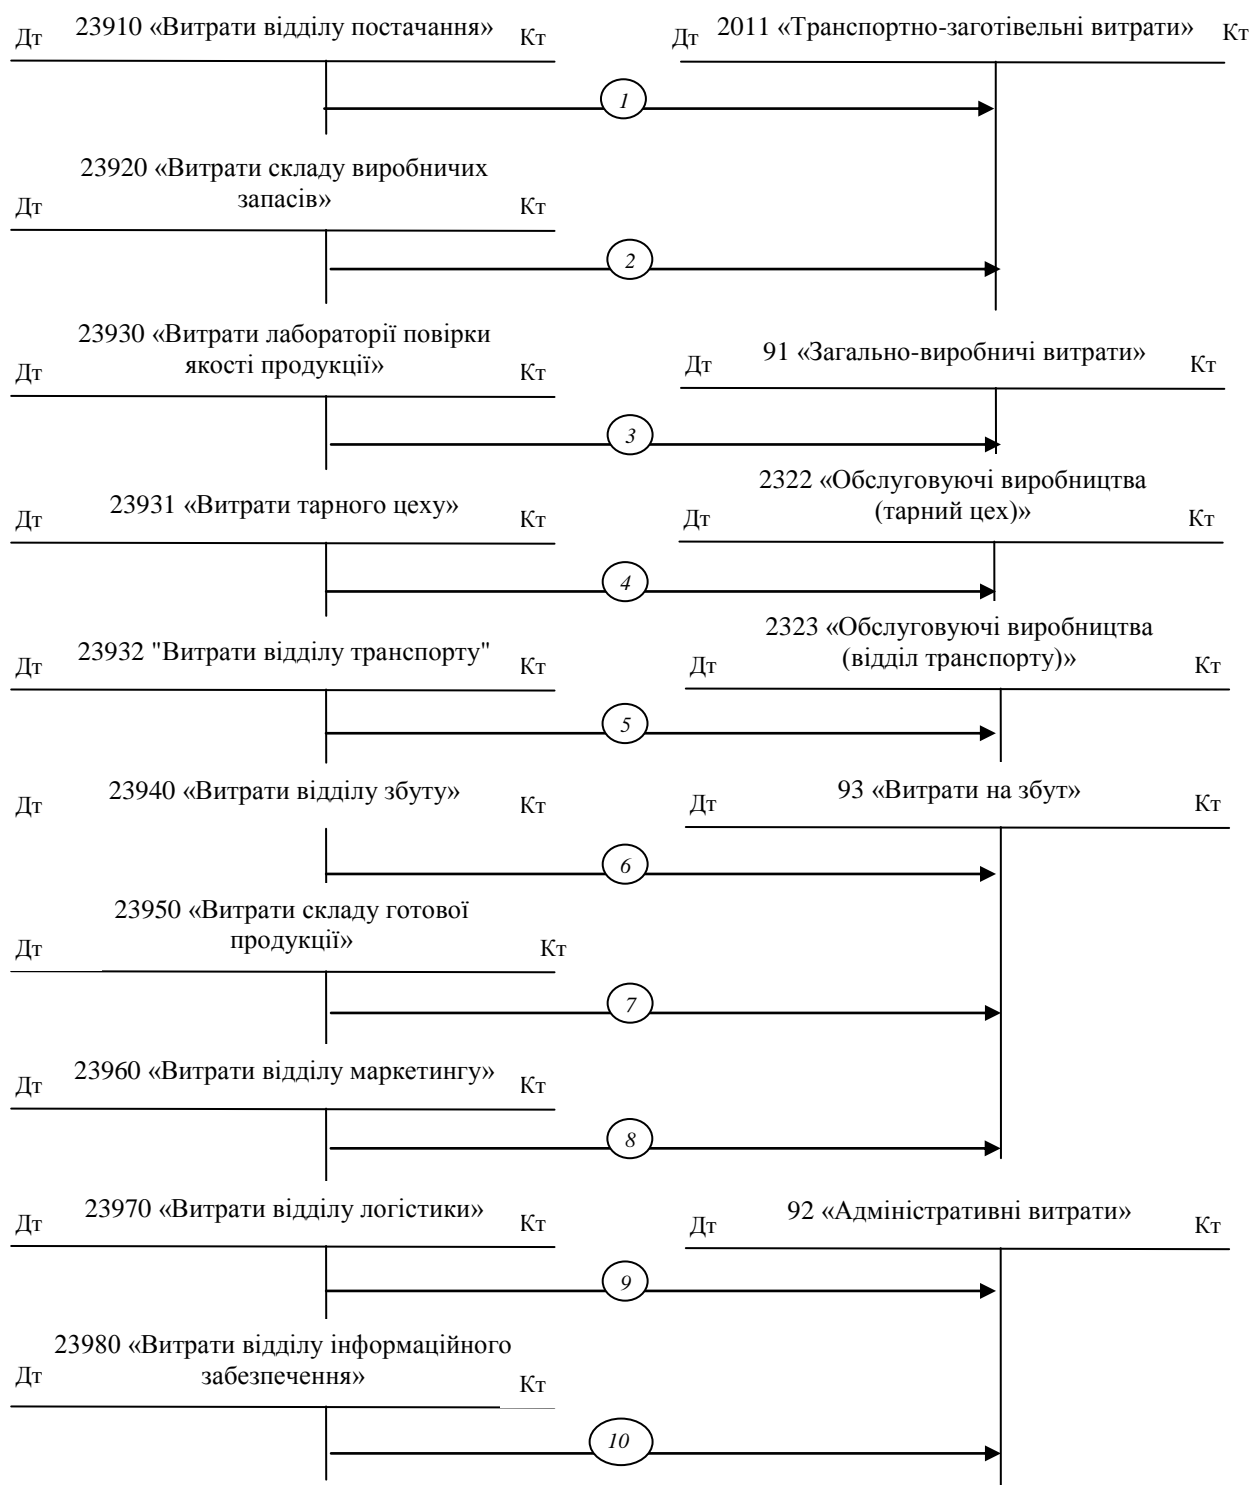 Дт 23910 «Витрати відділу постачання» Кт Дт 2011 «Транспортно-заготівельні витрати» Кт
1
23920 «Витрати складу виробничих
запасів»
Дт Кт
2
23930 «Витрати лабораторії повірки
якості продукції»
Дт Кт
Дт 91 «Загально-виробничі витрати» Кт
3
Дт 23931 «Витрати тарного цеху» Кт
2322 «Обслуговуючі виробництва
(тарний цех)»
Дт Кт
4
Дт 23932 "Витрати відділу транспорту" Кт
2323 «Обслуговуючі виробництва
(відділ транспорту)»
Дт Кт
5
Дт 23940 «Витрати відділу збуту» Кт Дт 93 «Витрати на збут» Кт
6
23950 «Витрати складу готової
продукції»
Дт Кт
7
Дт 23960 «Витрати відділу маркетингу» Кт
8
Дт 23970 «Витрати відділу логістики» Кт Дт 92 «Адміністративні витрати» Кт
9
23980 «Витрати відділу інформаційного
забезпечення»
Дт Кт
10